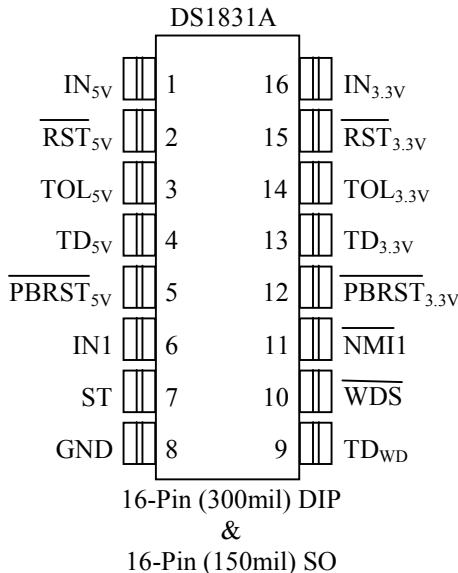 DS1831A
IN5V 1 16 IN3.3V
RST5V 2 15 RST3.3V
TOL5V 3 14 TOL3.3V
TD5V 4 13 TD3.3V
PBRST5V 5 12 PBRST3.3V
IN1 6 11 NMI1
ST 7 10 WDS
GND 8 9 TDWD
16-Pin (300mil) DIP
&
16-Pin (150mil) SO